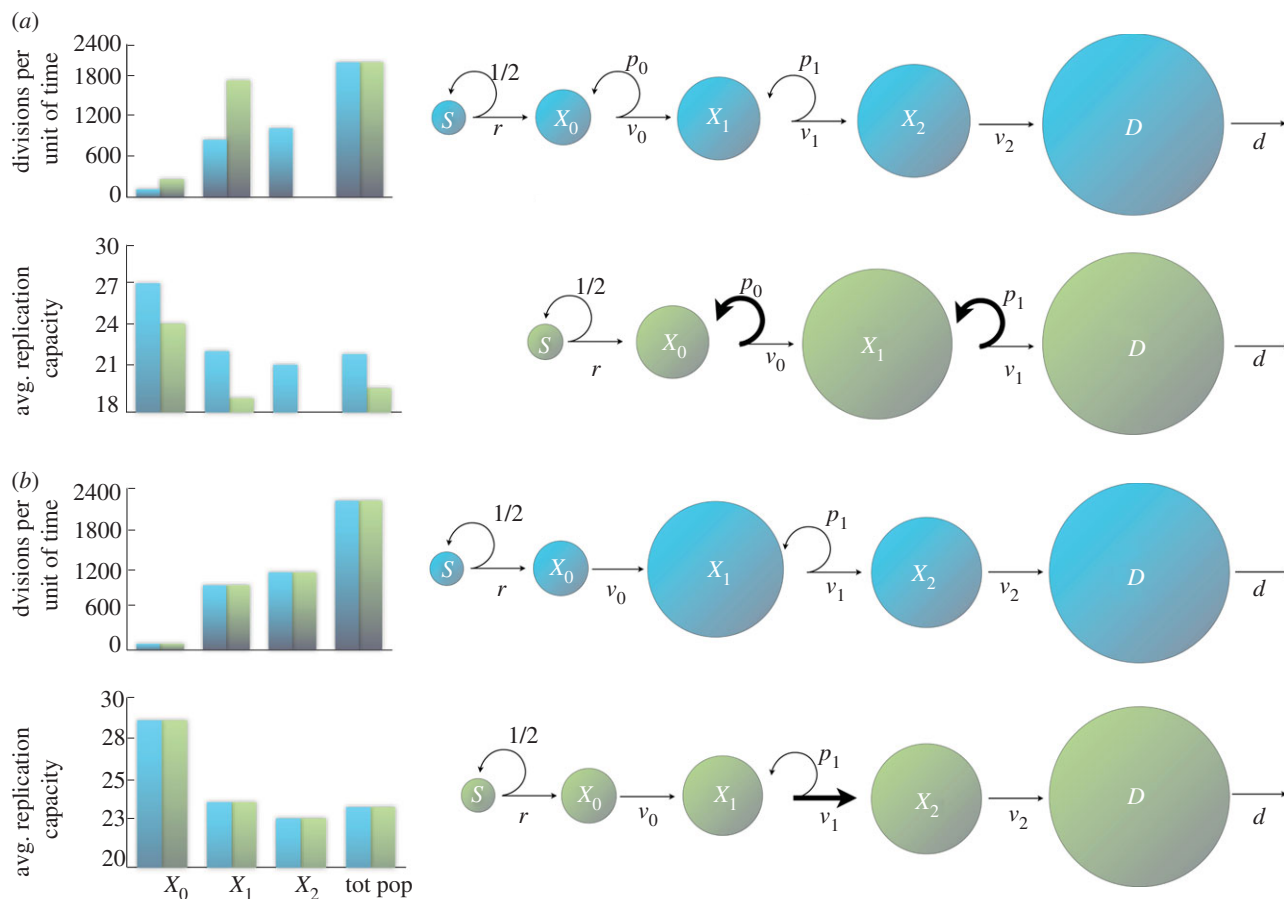 (a)
divisions per
unit of time
2400
1800
1200
600
0
1/2 p0 p1
S X0 X1 X2 D
r v0 v1 v2 d
avg. replication
capacity
30
27
24
21
18
1/2 p0 p1
S X0 X1 D
r v0 v1 d
(b)
dvisions per
unit of time
2400
1800
1200
600
0
1/2 p1
S X0 X1 X2 D
r v0 v1 v2 d
avg. replication
capacity
30
28
25
23
20
X0 X1 X2 tot pop
1/2 p1
S X0 X1 X2 D
r v0 v1 v2 d